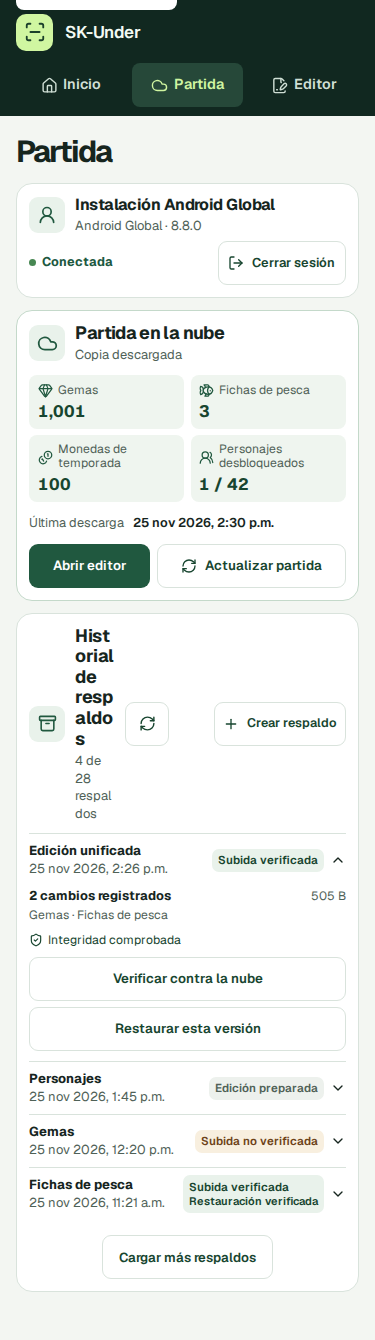 SK-Under
Inicio
Partida
Editor
Partida
Instalación Android Global
Android Global · 8.8.0
Conectada
Cerrar sesión
Partida en la nube
Copia descargada
Gemas
1,001
Fichas de pesca
3
Monedas de
temporada
100
Personajes
desbloqueados
1 / 42
Última descarga 25 nov 2026, 2:30 p.m.
Abrir editor
Actualizar partida
Hist
orial
de
resp
aldo
s
4 de
28
respal
dos
Crear respaldo
Edición unificada
25 nov 2026, 2:26 p.m.
Subida verificada
2 cambios registrados
505 B
Gemas · Fichas de pesca
Integridad comprobada
Verificar contra la nube
Restaurar esta versión
Personajes
25 nov 2026, 1:45 p.m.
Edición preparada
Gemas
25 nov 2026, 12:20 p.m.
Subida no verificada
Fichas de pesca
25 nov 2026, 11:21 a.m.
Subida verificada
Restauración verificada
Cargar más respaldos